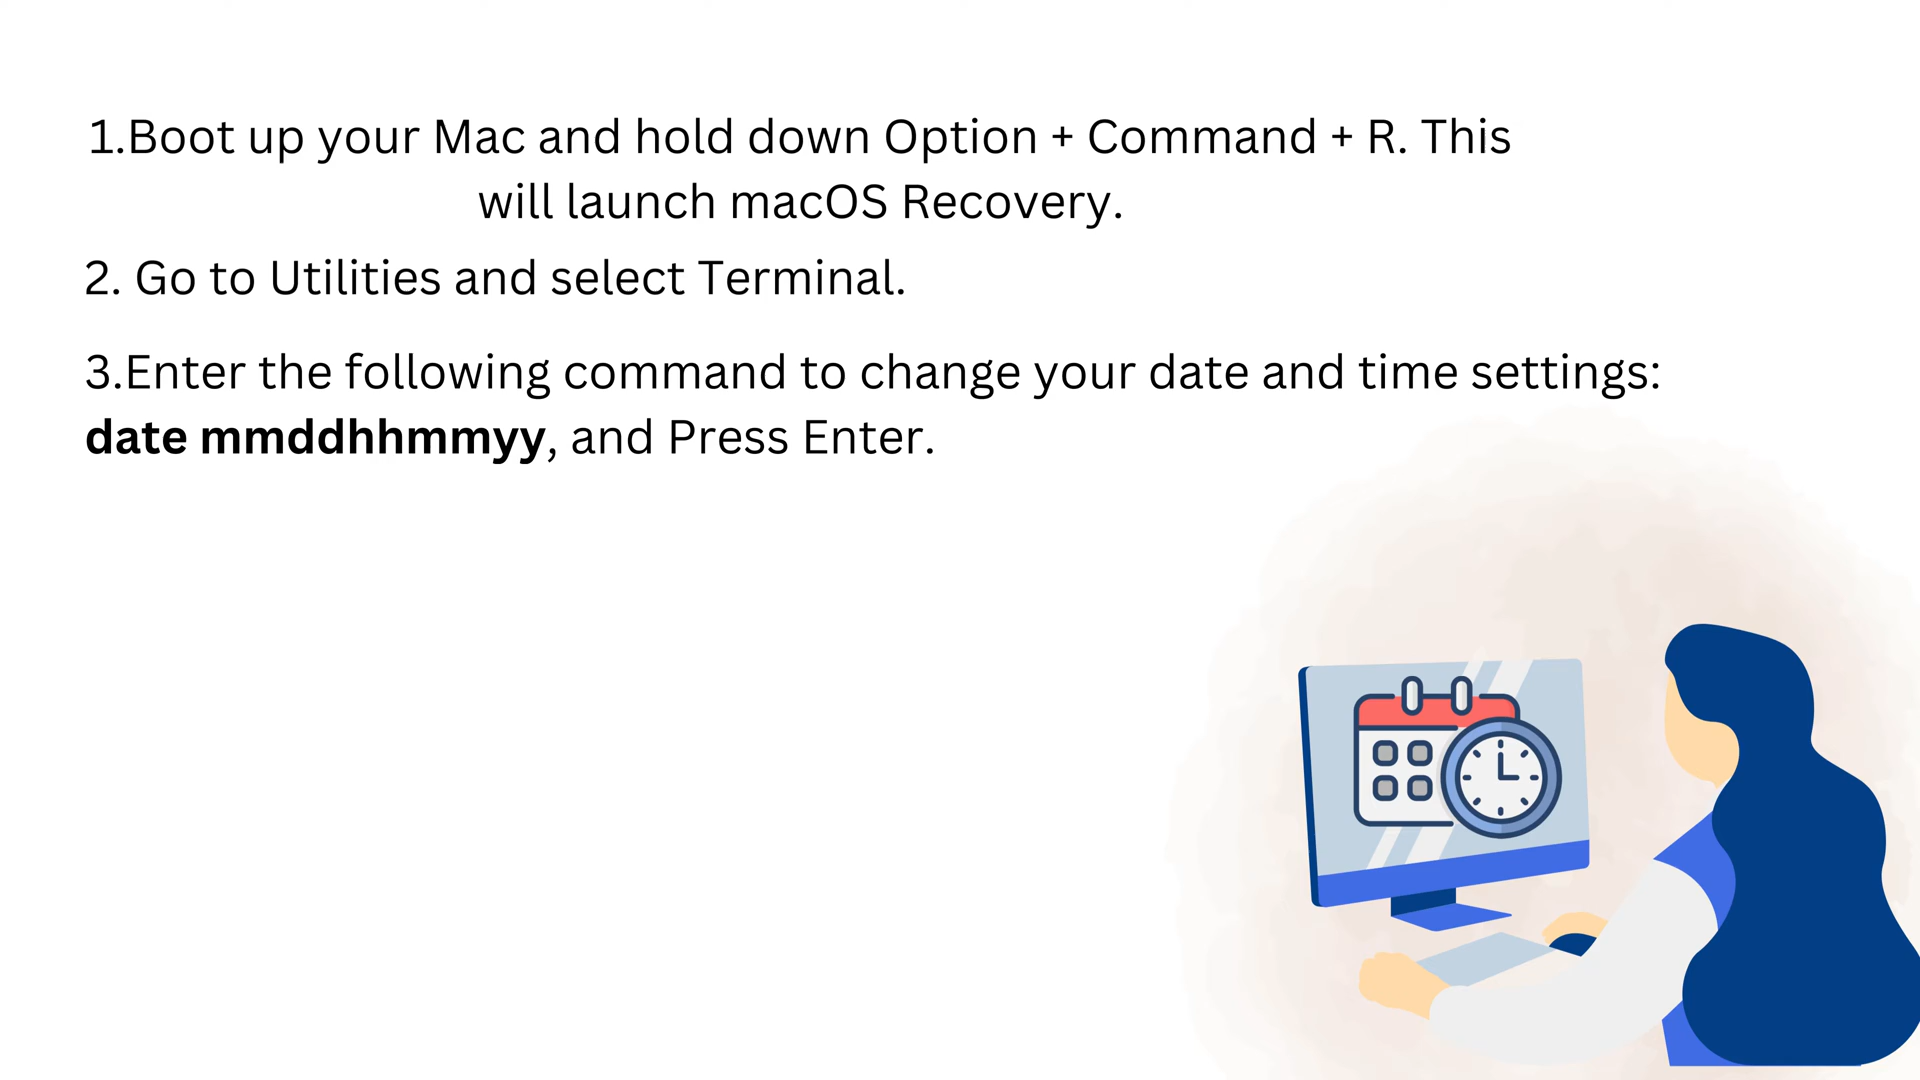 1.Boot up your Mac and hold down Option + Command + R. This
will launch macOS Recovery.
2. Go to Utilities and select Terminal.
3.Enter the following command to change your date and time settings:
date mmddhhmmyy, and Press Enter.